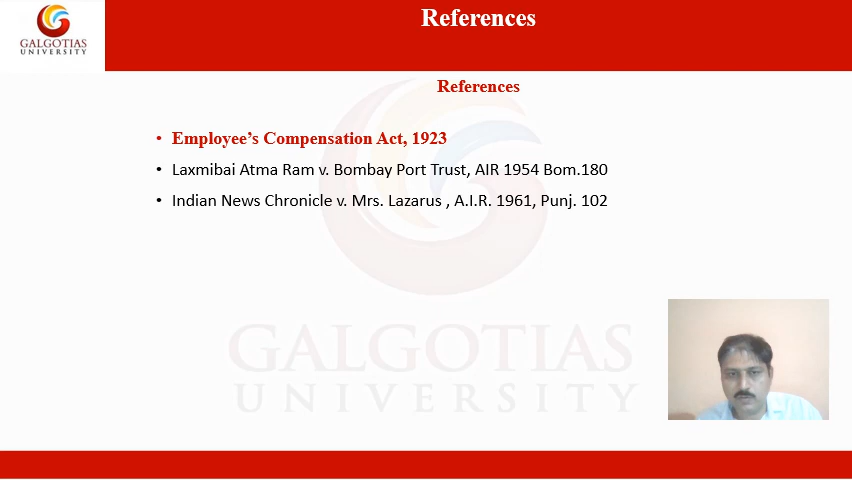 References
GALGOTIAS
UNIVERSITY
References
• Employee’s Compensation Act, 1923
• Laxmibai Atma Ram v. Bombay Port Trust, AIR 1954 Bom.180
• Indian News Chronicle v. Mrs. Lazarus , A.I.R. 1961, Punj. 102
GALGOTIAS
UNIVERSITY